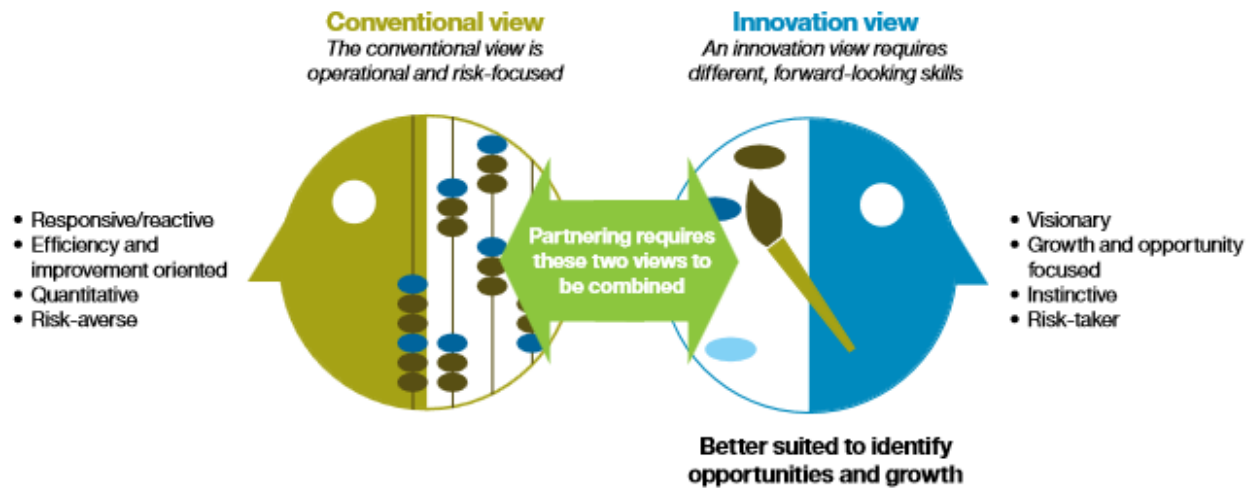 Conventional view
The conventional view is
operational and risk-focused
Innovation view
An innovation view requires
different, forward-looking skills
• Responsive/reactive
• Efficiency and
improvement oriented
• Quantitative
• Risk-averse
Partnering requires
these two views to
be combined
• Visionary
• Growth and opportunity
focused
• Instinctive
• Risk-taker
Better suited to identify
opportunities and growth